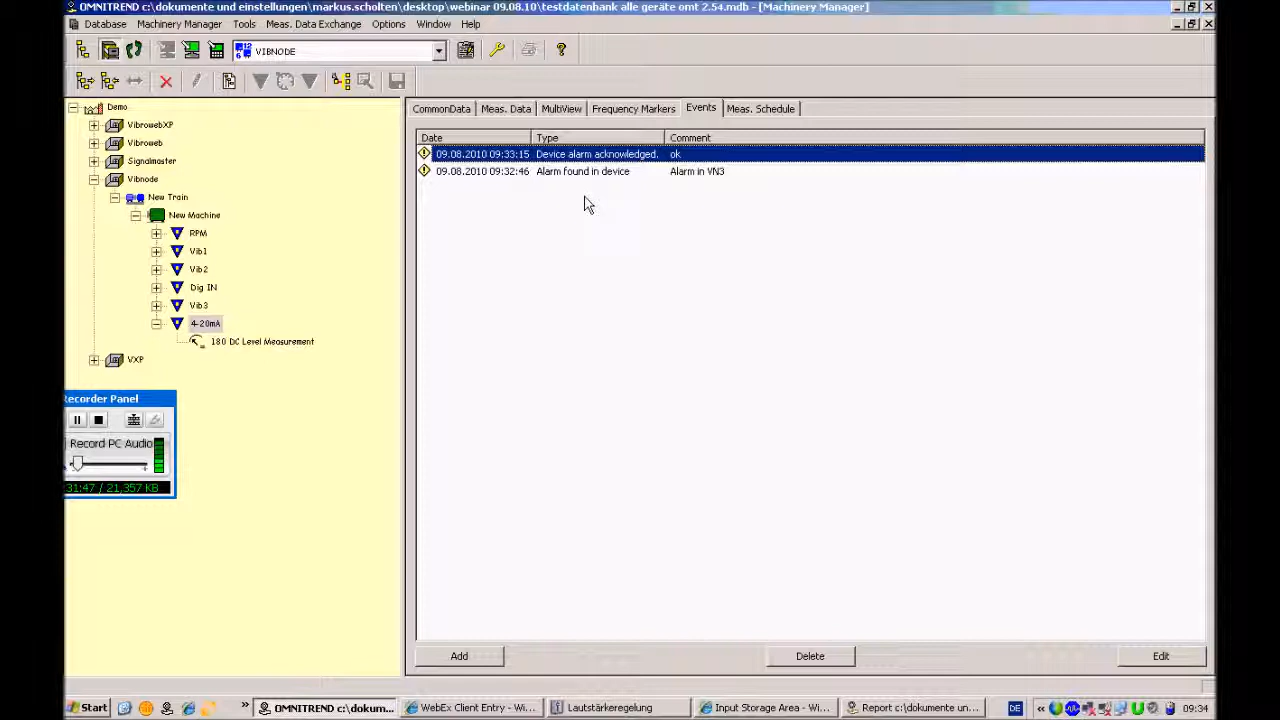 OMNITREND c:\dokumente und einstellungen\markus.scholten\desktop\webinar 09.08.10\testdatenbank alle geräte omt 2.54.mdb - [Machinery Manager]
Database Machinery Manager Tools Meas. Data Exchange Options Window Help
VIBNODE
Demo
VibrowebXP
Vibroweb
Signalmaster
Vibnode
New Train
New Machine
RPM
Vib1
Vib2
Dig IN
Vib3
4-20mA
180 DC Level Measurement
VXP
Recorder Panel
Record PC Audio
31:47 / 21,357 KB
CommonData Meas. Data MultiView Frequency Markers Events Meas. Schedule
Date Type Comment
09.08.2010 09:33:15 Device alarm acknowledged. ok
09.08.2010 09:32:46 Alarm found in device Alarm in VN3
Add Delete Edit
Start » OMNITREND c:\dokum... WebEx Client Entry - Wi... Lautstärkeregelung Input Storage Area - Wi... Report c:\dokumente un... DE « 09:34